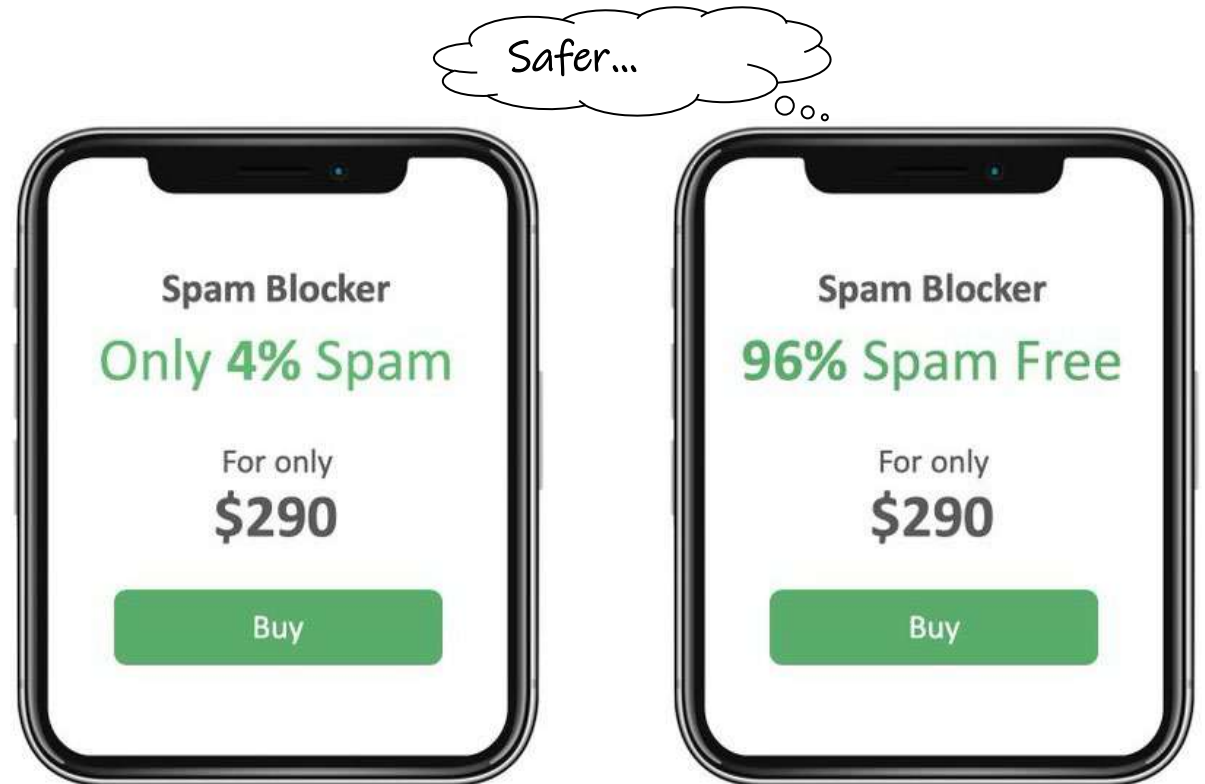 Safer...
Spam Blocker
Only 4% Spam
For only
$290
Buy
Spam Blocker
96% Spam Free
For only
$290
Buy